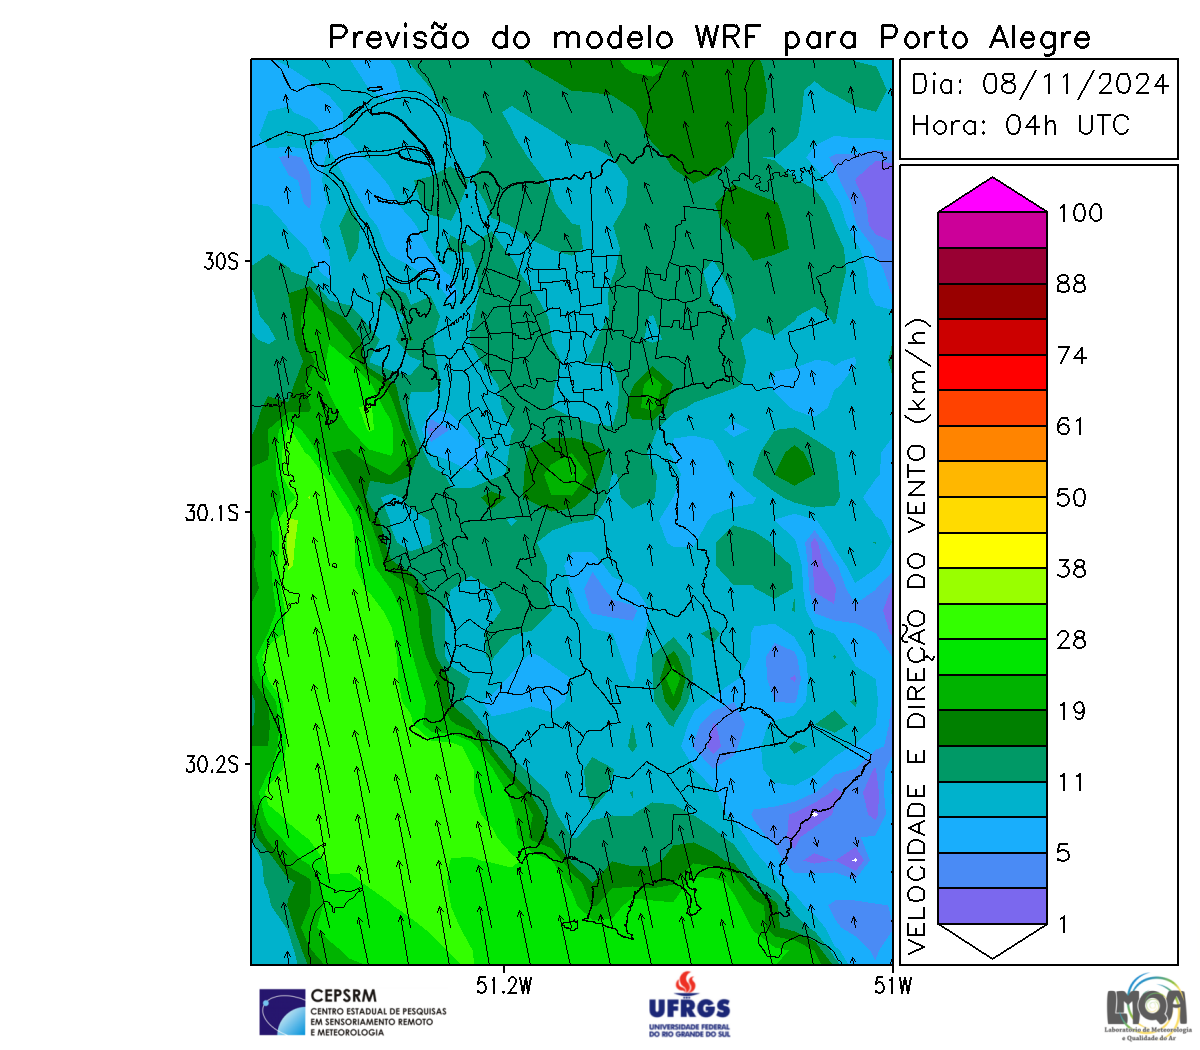 Previsão do modelo WRF para Porto Alegre
Dia: 08/11/2024
Hora: 04h UTC
30S
30.1S
30.2S
51.2W
51W
VELOCIDADE E DIREÇÃO DO VENTO (km/h)
100
88
74
61
50
38
28
19
11
5
1
CEPSRM
CENTRO ESTADUAL DE PESQUISAS
EM SENSORIAMENTO REMOTO
E METEOROLOGIA
UFRGS
UNIVERSIDADE FEDERAL
DO RIO GRANDE DO SUL
LMQA
Laboratório de Meteorologia
e Qualidade do Ar